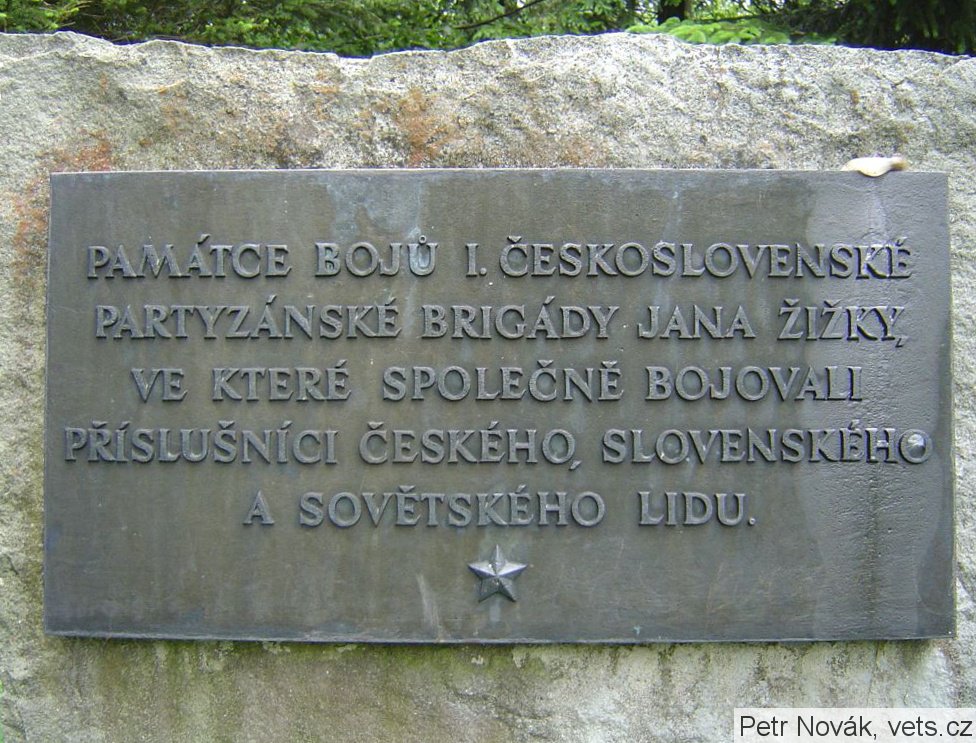 PAMÁTCE BOJŮ I. ČESKOSLOVENSKÉ
PARTYZÁNSKÉ BRIGÁDY JANA ŽIŽKY,
VE KTERÉ SPOLEČNĚ BOJOVALI
PŘÍSLUŠNÍCI ČESKÉHO, SLOVENSKÉHO
A SOVĚTSKÉHO LIDU.
Petr Novák, vets.cz